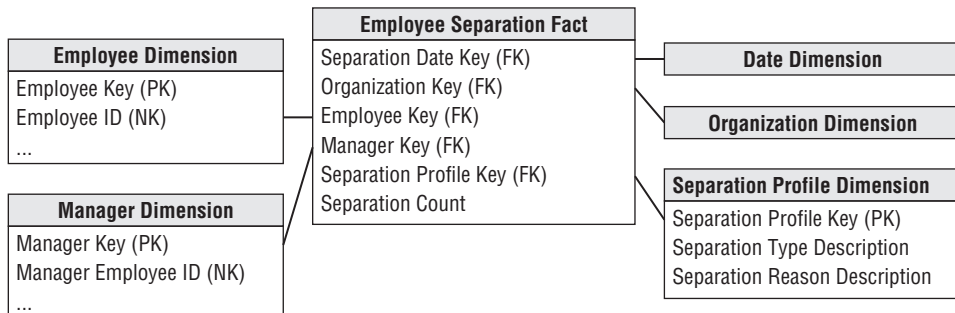 Employee Dimension
Employee Key (PK)
Employee ID (NK)
...
Manager Dimension
Manager Key (PK)
Manager Employee ID (NK)
...
Employee Separation Fact
Separation Date Key (FK)
Organization Key (FK)
Employee Key (FK)
Manager Key (FK)
Separation Profile Key (FK)
Separation Count
Date Dimension
Organization Dimension
Separation Profile Dimension
Separation Profile Key (PK)
Separation Type Description
Separation Reason Description